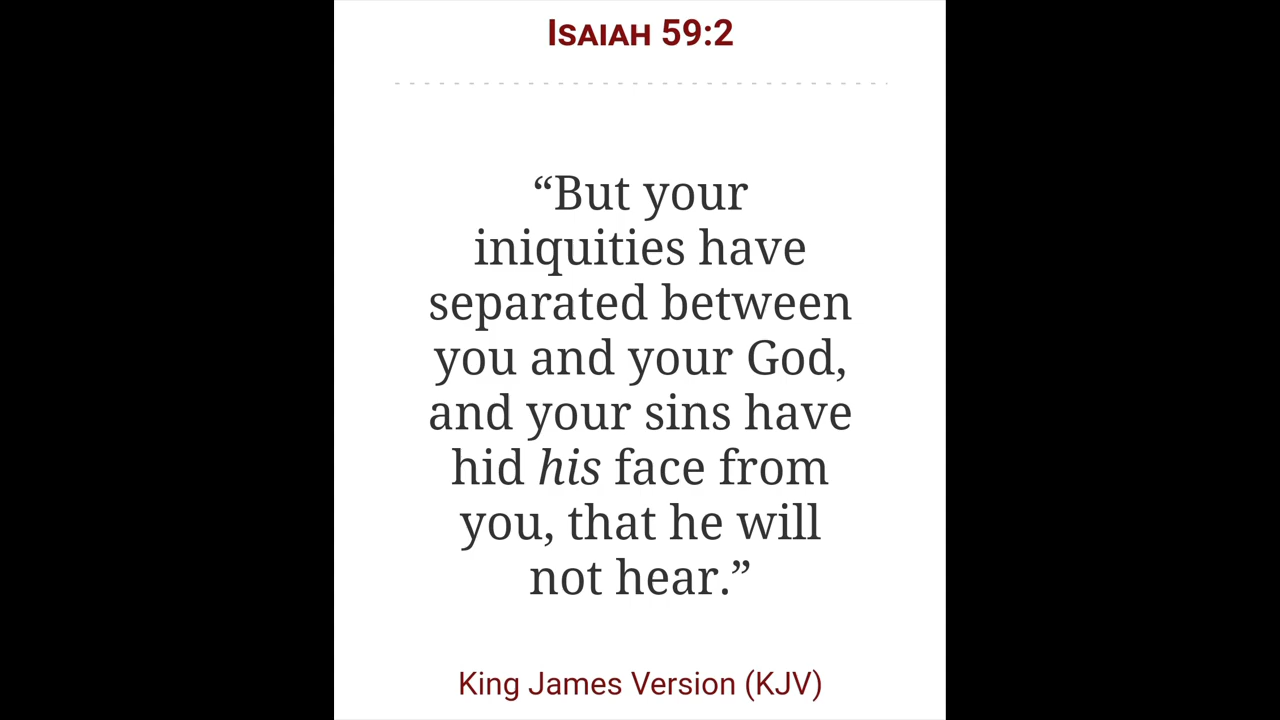 Isaiah 59:2
“But your
iniquities have
separated between
you and your God,
and your sins have
hid his face from
you, that he will
not hear.”
King James Version (KJV)